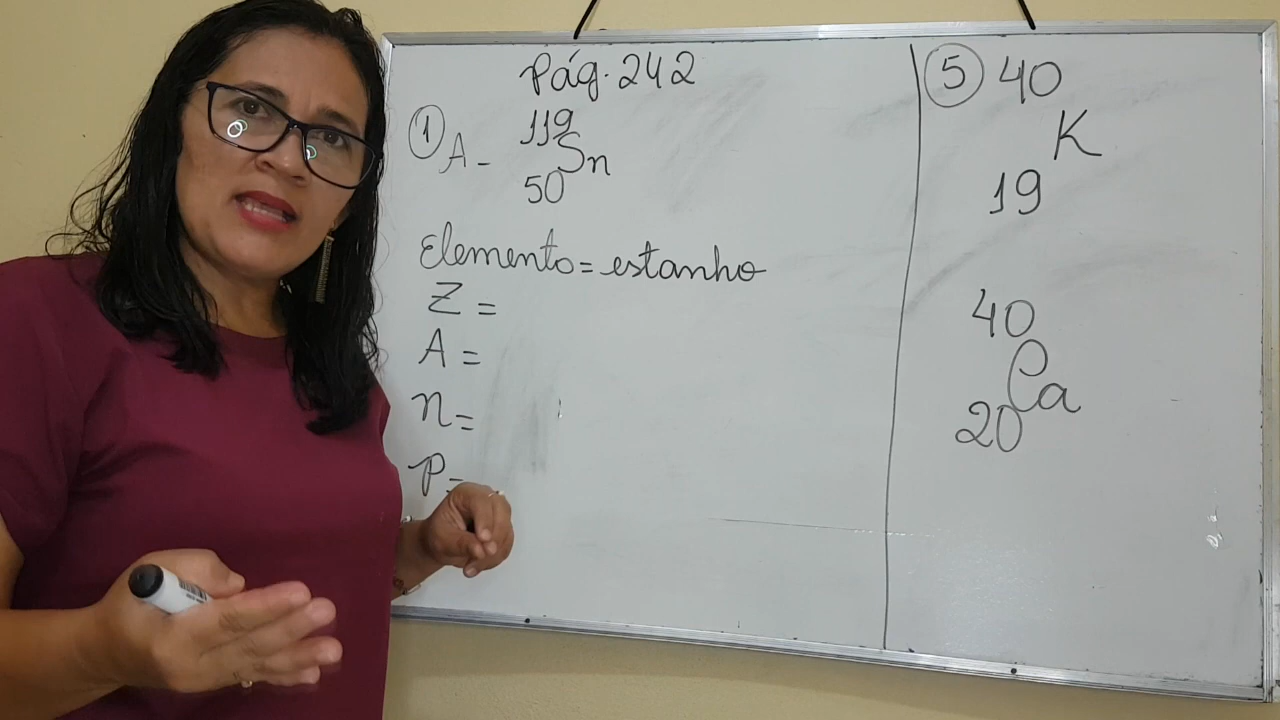 Pág. 242
① A- 119
Sn
50
Elemento = estanho
Z =
A =
n =
P =
⑤ 40
K
19
40
Ca
20